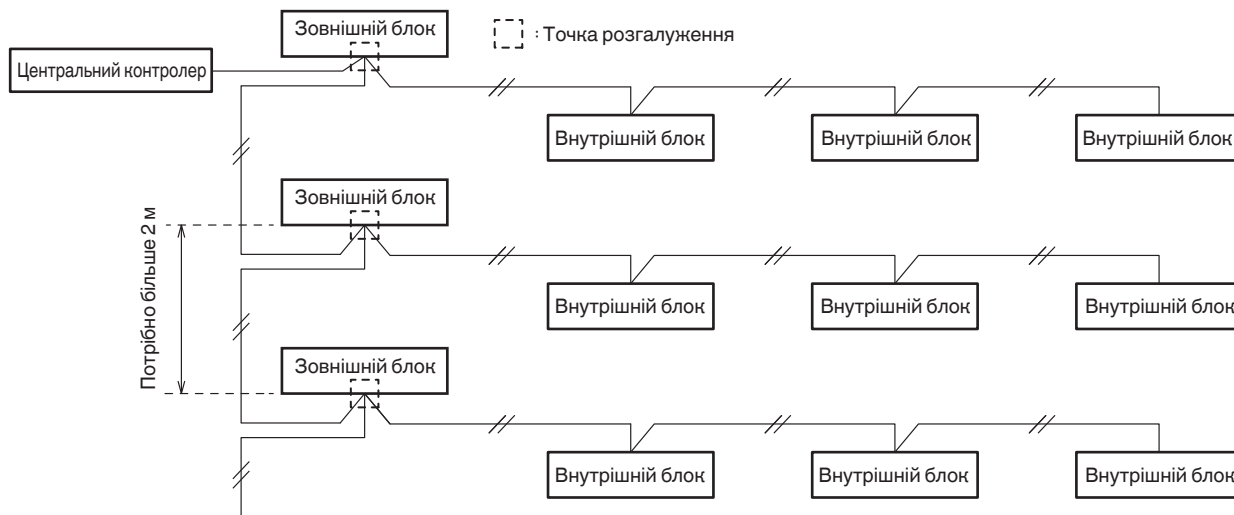 Зовнішній блок
: Точка розгалуження
Центральний контролер
Внутрішній блок
Внутрішній блок
Внутрішній блок
Зовнішній блок
Потрібно більше 2 м
Внутрішній блок
Внутрішній блок
Внутрішній блок
Зовнішній блок
Внутрішній блок
Внутрішній блок
Внутрішній блок